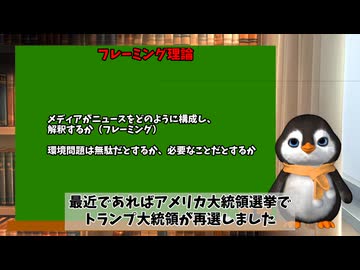 フレーミング理論
メディアがニュースをどのように構成し、
解釈するか（フレーミング）
環境問題は無駄だとするか、必要なことだとするか
最近であればアメリカ大統領選挙で
トランプ大統領が再選しました